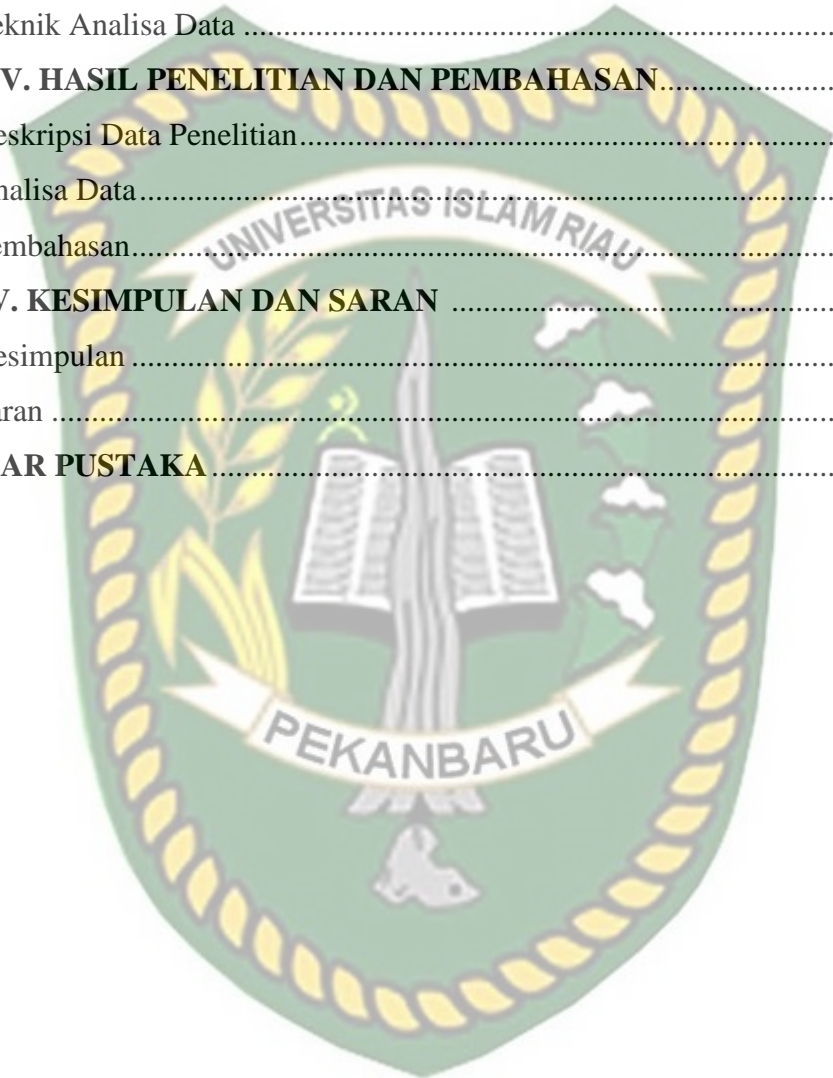 eknik Analisa Data ............................................................
V. HASIL PENELITIAN DAN PEMBAHASAN....................
eskripsi Data Penelitian......................................................
nalisa Data..........................................................................
UNIVERSITAS ISLAM RIAU
embahasan..........................................................................
V. KESIMPULAN DAN SARAN ..........................................
esimpulan ..........................................................................
aran ....................................................................................
AR PUSTAKA ....................................................................
PEKANBARU